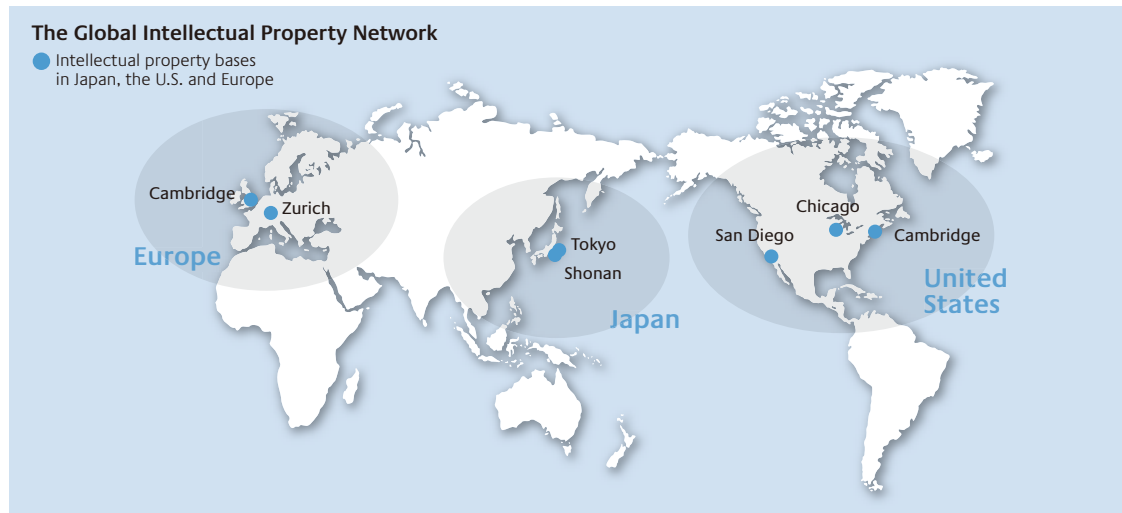 The Global Intellectual Property Network
Intellectual property bases
in Japan, the U.S. and Europe
Cambridge
Zurich
Europe
Tokyo
Shonan
Japan
Chicago
San Diego
Cambridge
United
States